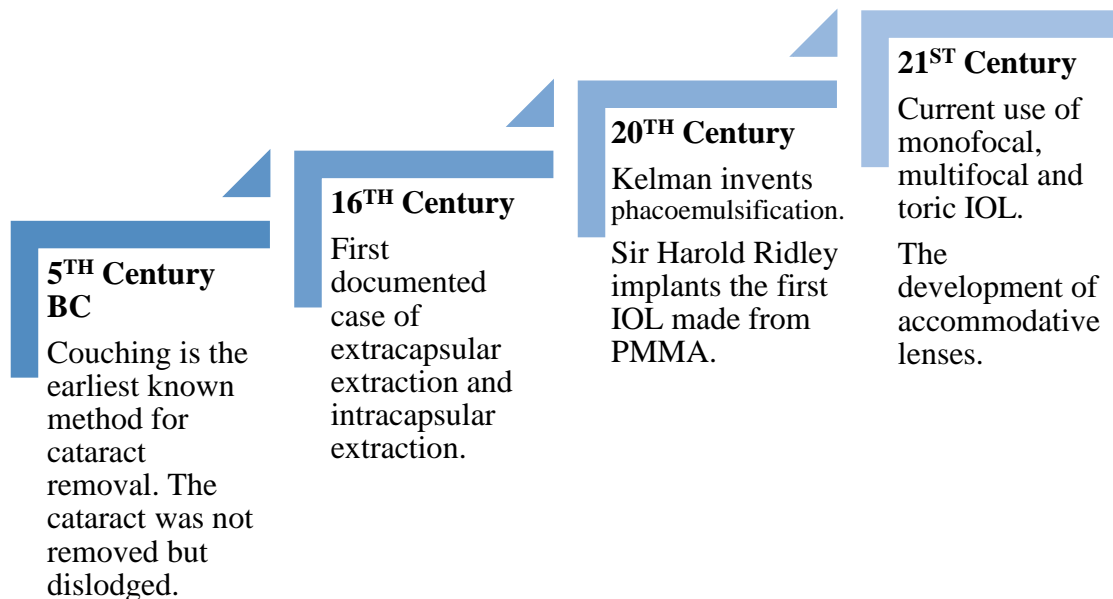 5TH Century
BC
Couching is the
earliest known
method for
cataract
removal. The
cataract was not
removed but
dislodged.
16TH Century
First
documented
case of
extracapsular
extraction and
intracapsular
extraction.
20TH Century
Kelman invents
phacoemulsification.
Sir Harold Ridley
implants the first
IOL made from
PMMA.
21ST Century
Current use of
monofocal,
multifocal and
toric IOL.
The
development of
accommodative
lenses.